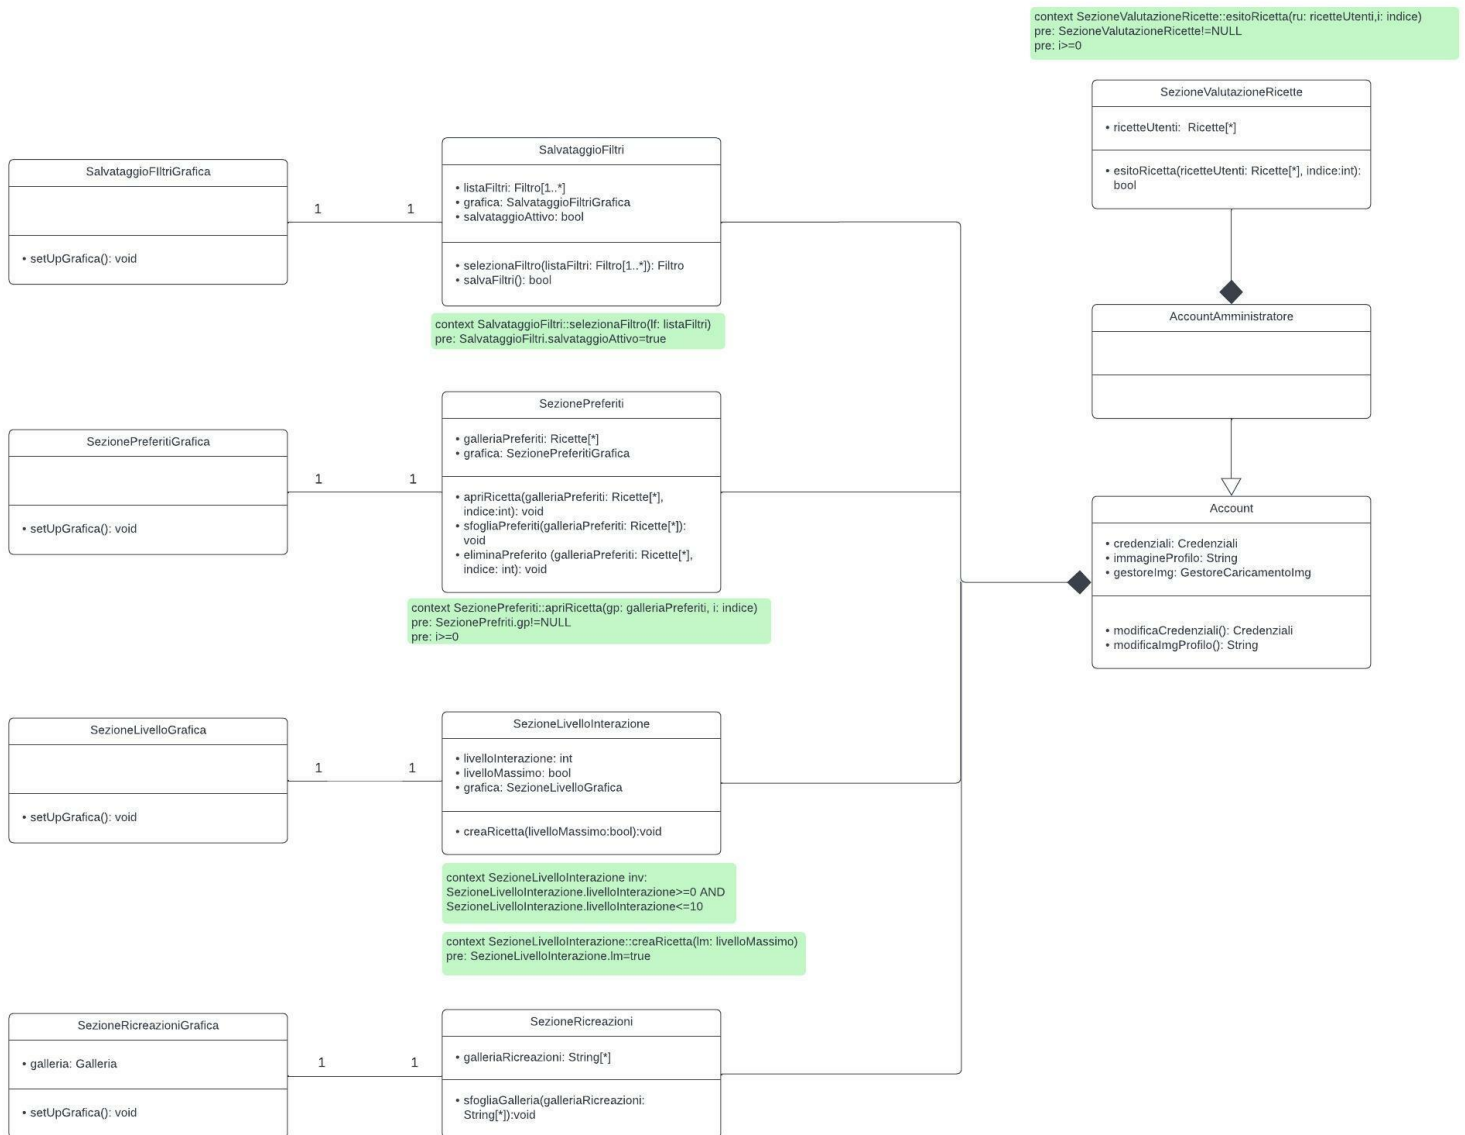 context SezioneValutazioneRicette::esitoRicetta(ru: ricetteUtenti,i: indice)
pre: SezioneValutazioneRicette!=NULL
pre: i>=0
SezioneValutazioneRicette
• ricetteUtenti:  Ricette[*]
• esitoRicetta(ricetteUtenti: Ricette[*], indice:int):
bool
SalvataggioFIltriGrafica
• setUpGrafica(): void
1
1
SalvataggioFiltri
• listaFiltri: Filtro[1..*]
• grafica: SalvataggioFiltriGrafica
• salvataggioAttivo: bool
• selezionaFiltro(listaFiltri: Filtro[1..*]): Filtro
• salvaFiltri(): bool
context SalvataggioFiltri::selezionaFiltro(lf: listaFiltri)
pre: SalvataggioFiltri.salvataggioAttivo=true
AccountAmministratore
SezionePreferitiGrafica
• setUpGrafica(): void
1
1
SezionePreferiti
• galleriaPreferiti: Ricette[*]
• grafica: SezionePreferitiGrafica
• apriRicetta(galleriaPreferiti: Ricette[*],
indice:int): void
• sfogliaPreferiti(galleriaPreferiti: Ricette[*]):
void
• eliminaPreferito (galleriaPreferiti: Ricette[*],
indice: int): void
context SezionePreferiti::apriRicetta(gp: galleriaPreferiti, i: indice)
pre: SezionePrefriti.gp!=NULL
pre: i>=0
Account
• credenziali: Credenziali
• immagineProfilo: String
• gestoreImg: GestoreCaricamentoImg
• modificaCredenziali(): Credenziali
• modificaImgProfilo(): String
SezioneLivelloGrafica
• setUpGrafica(): void
1
1
SezioneLivelloInterazione
• livelloInterazione: int
• livelloMassimo: bool
• grafica: SezioneLivelloGrafica
• creaRicetta(livelloMassimo:bool):void
context SezioneLivelloInterazione inv:
SezioneLivelloInterazione.livelloInterazione>=0 AND
SezioneLivelloInterazione.livelloInterazione<=10
context SezioneLivelloInterazione::creaRicetta(lm: livelloMassimo)
pre: SezioneLivelloInterazione.lm=true
SezioneRicreazioniGrafica
• galleria: Galleria
• setUpGrafica(): void
1
1
SezioneRicreazioni
• galleriaRicreazioni: String[*]
• sfogliaGalleria(galleriaRicreazioni:
String[*]):void